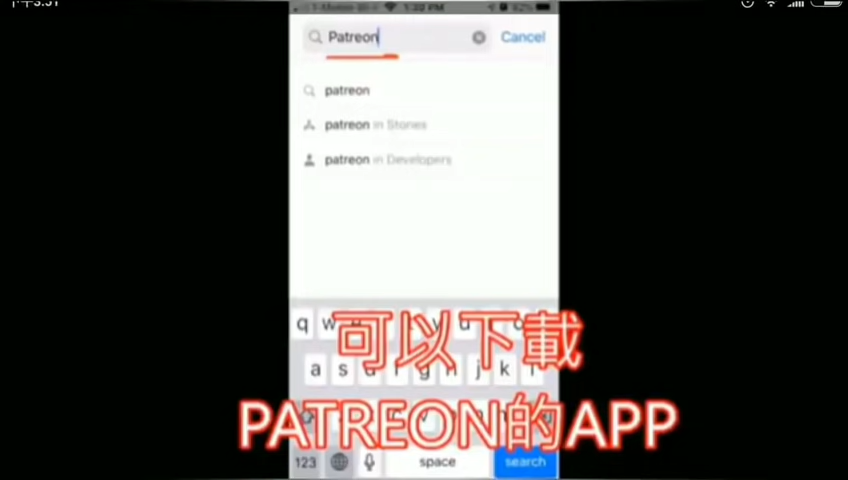 Patreon
Cancel
patreon
patreon in Stories
patreon in Developers
可以下載
PATREON的APP
a s d f g h j k l
123
space
search